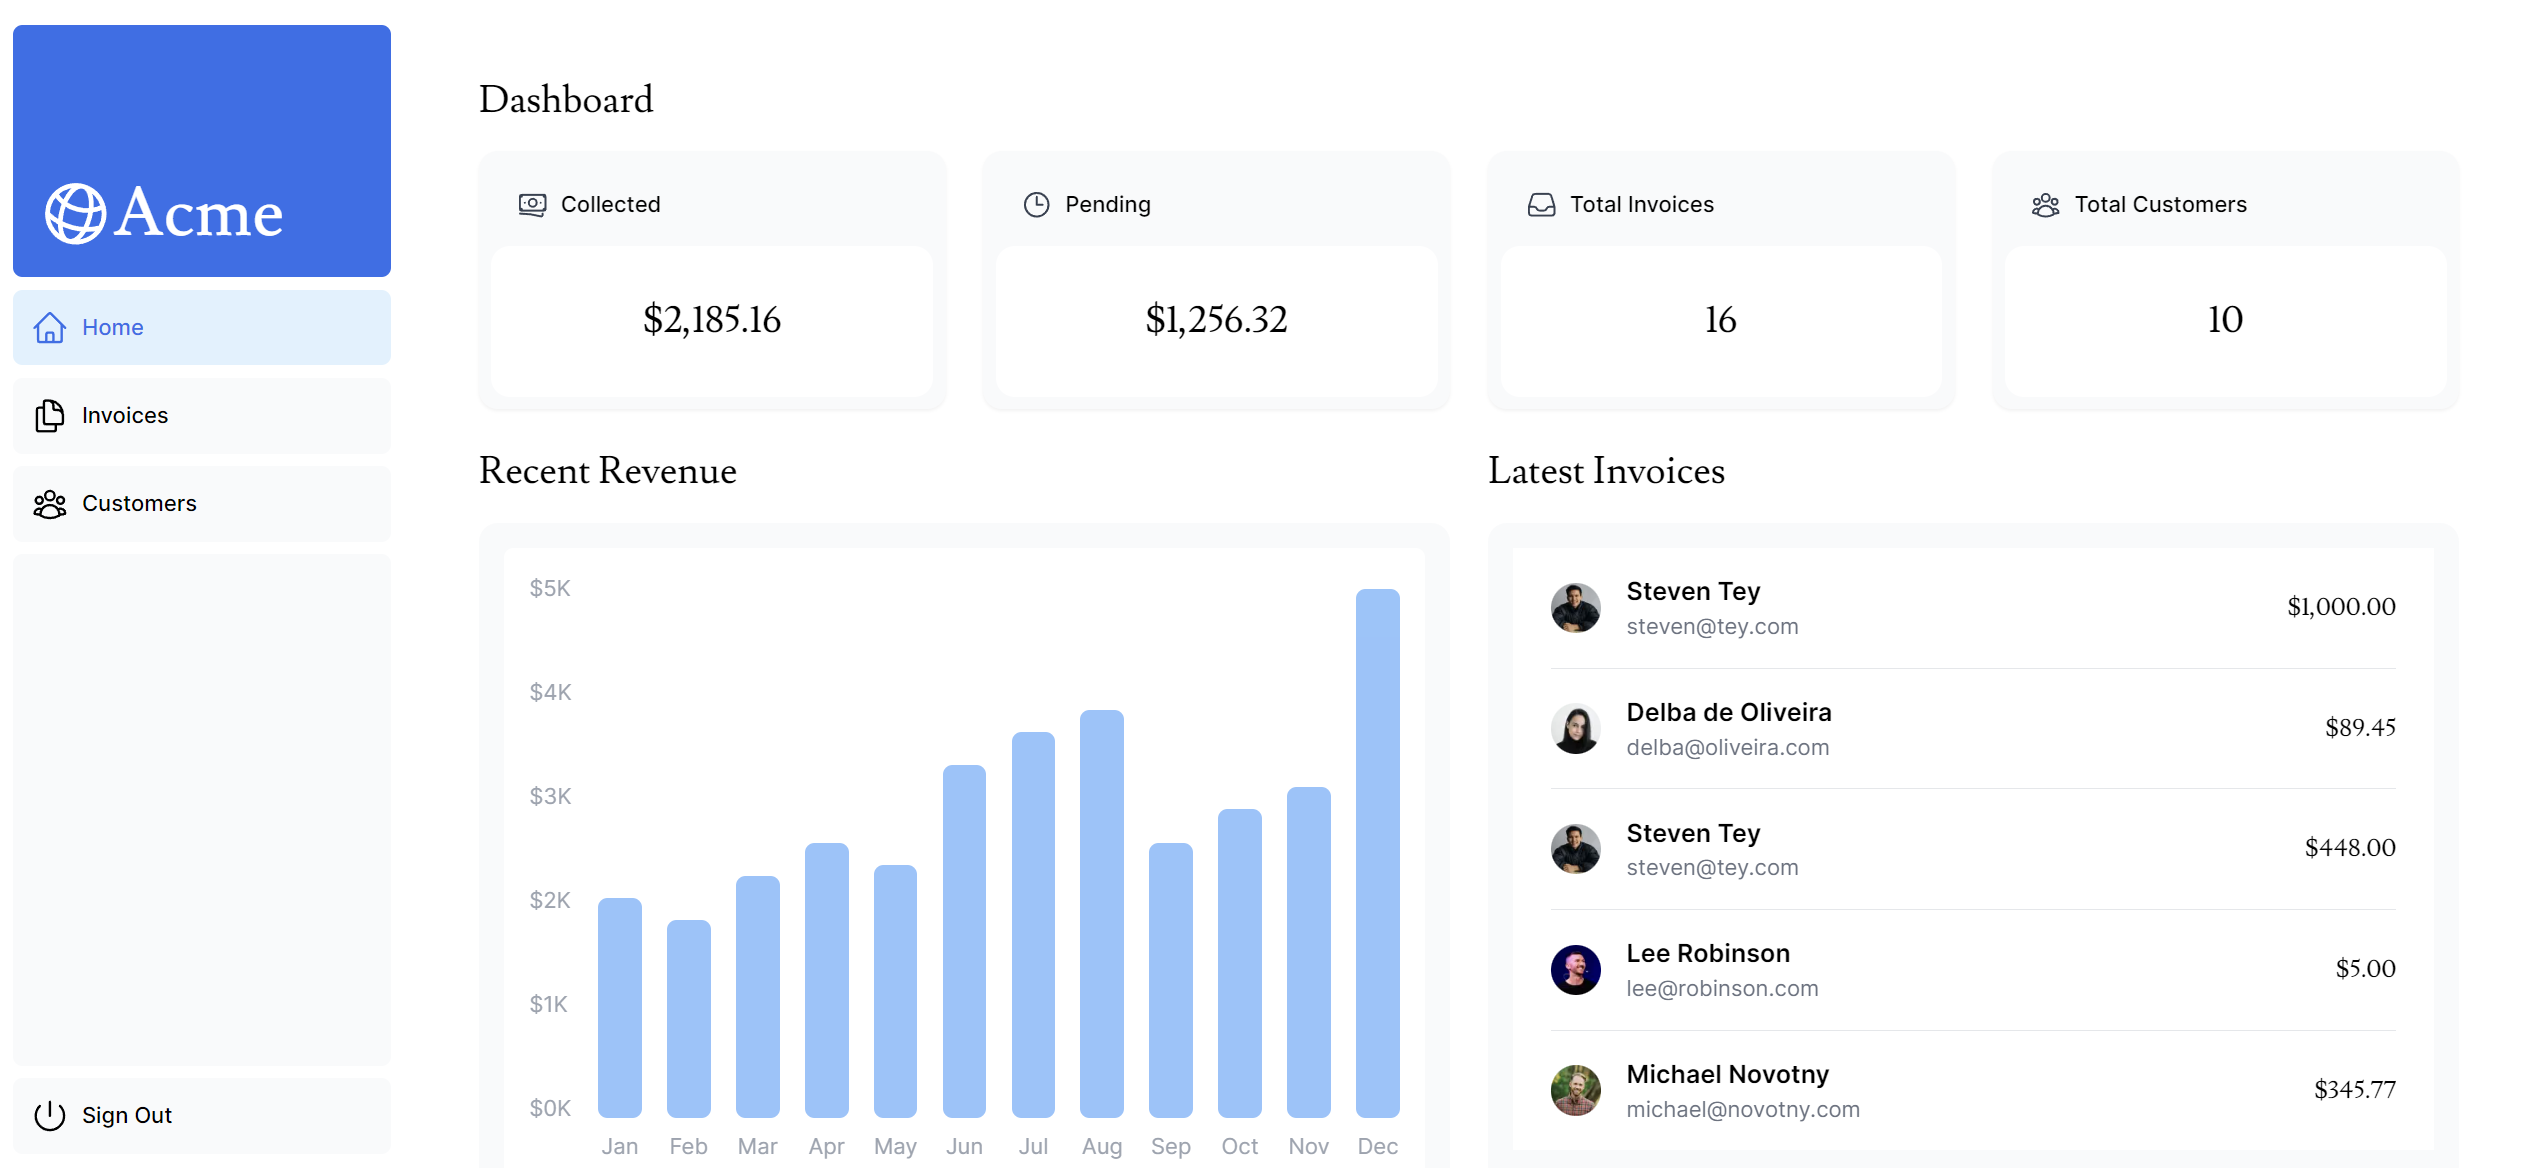 Acme
Home
Invoices
Customers
Sign Out
Dashboard
Collected
$2,185.16
Pending
$1,256.32
Total Invoices
16
Total Customers
10
Recent Revenue
$5K
$4K
$3K
$2K
$1K
$0K
Jan Feb Mar Apr May Jun Jul Aug Sep Oct Nov Dec
Latest Invoices
Steven Tey
steven@tey.com
$1,000.00
Delba de Oliveira
delba@oliveira.com
$89.45
Steven Tey
steven@tey.com
$448.00
Lee Robinson
lee@robinson.com
$5.00
Michael Novotny
michael@novotny.com
$345.77